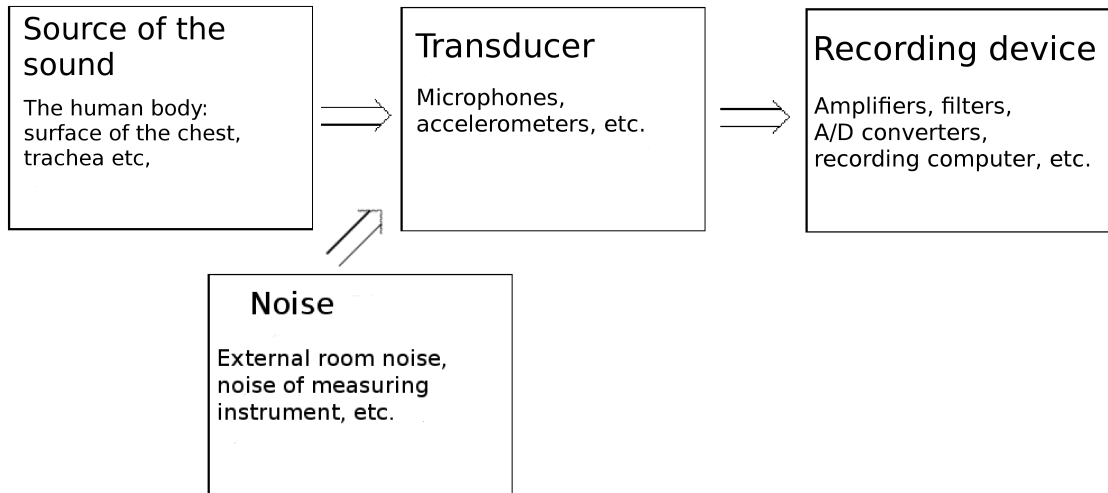 Source of the
sound
The human body:
surface of the chest,
trachea etc,
Transducer
Microphones,
accelerometers, etc.
Recording device
Amplifiers, filters,
A/D converters,
recording computer, etc.
Noise
External room noise,
noise of measuring
instrument, etc.